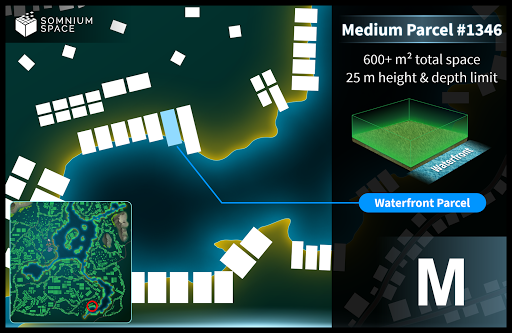 SOMNIUM
SPACE
Medium Parcel #1346
600+ m² total space
25 m height & depth limit
Waterfront
Waterfront Parcel
M